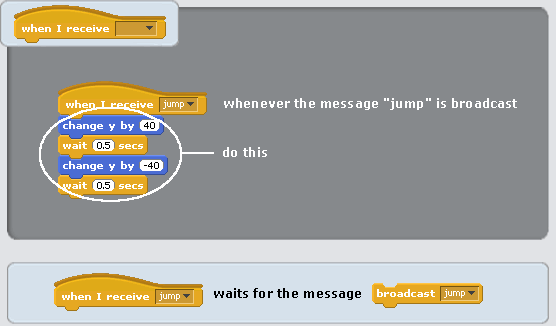 when I receive
when I receive jump whenever the message "jump" is broadcast
change y by 40
wait 0.5 secs
do this
change y by -40
wait 0.5 secs
when I receive jump waits for the message broadcast jump